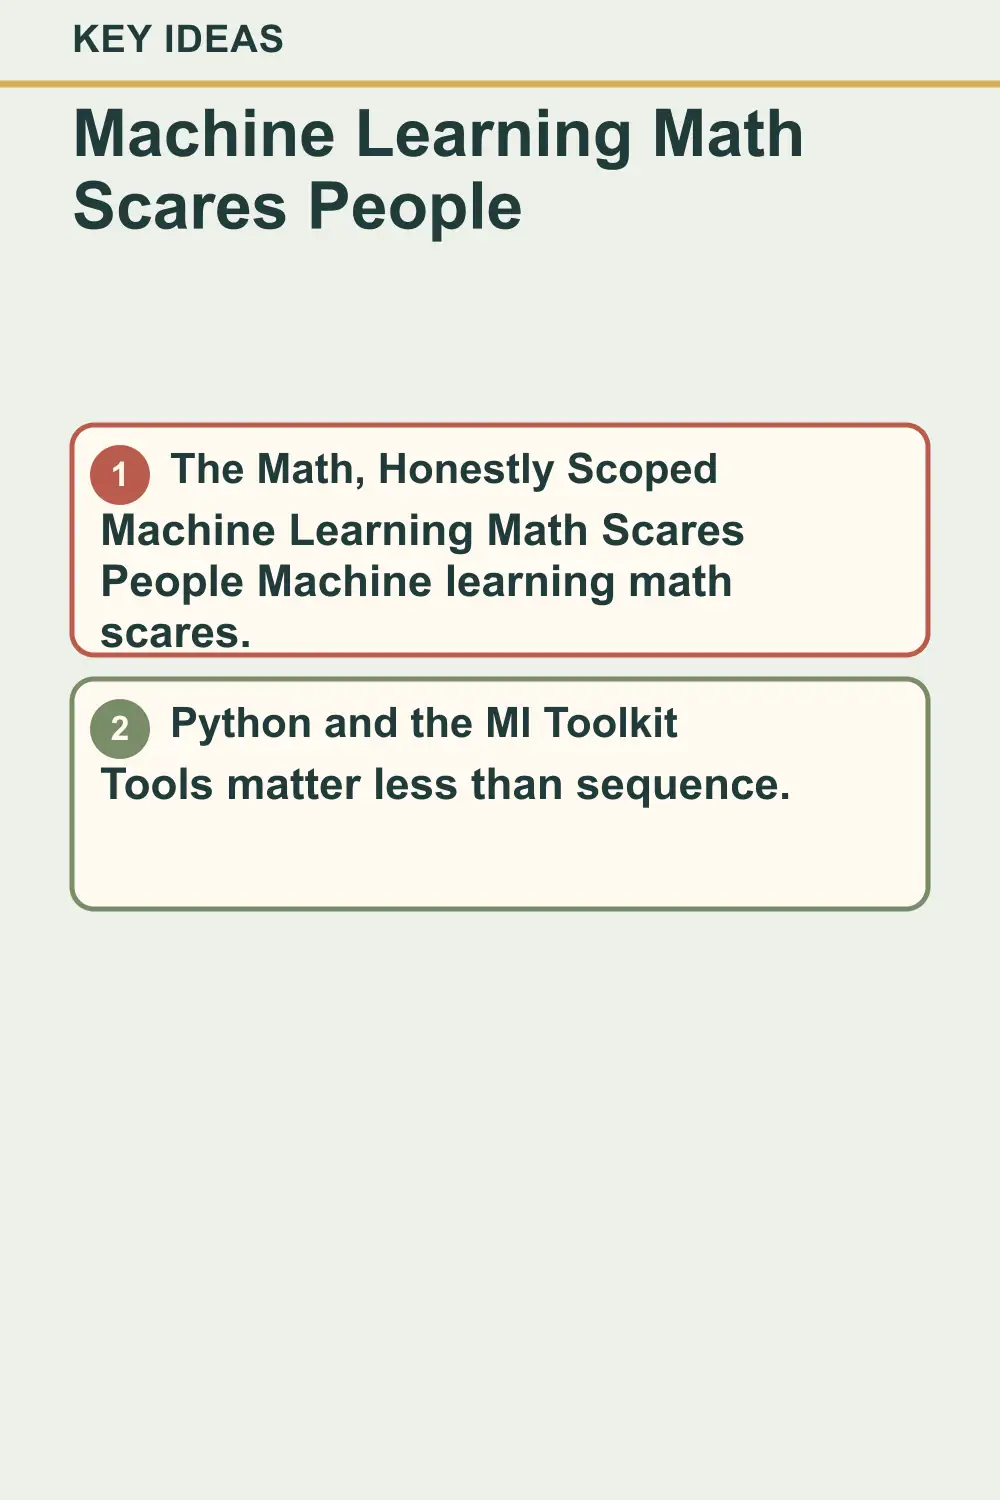 KEY IDEAS
Machine Learning Math
Scares People
1 The Math, Honestly Scoped
Machine Learning Math Scares
People Machine learning math
scares.
2 Python and the Ml Toolkit
Tools matter less than sequence.